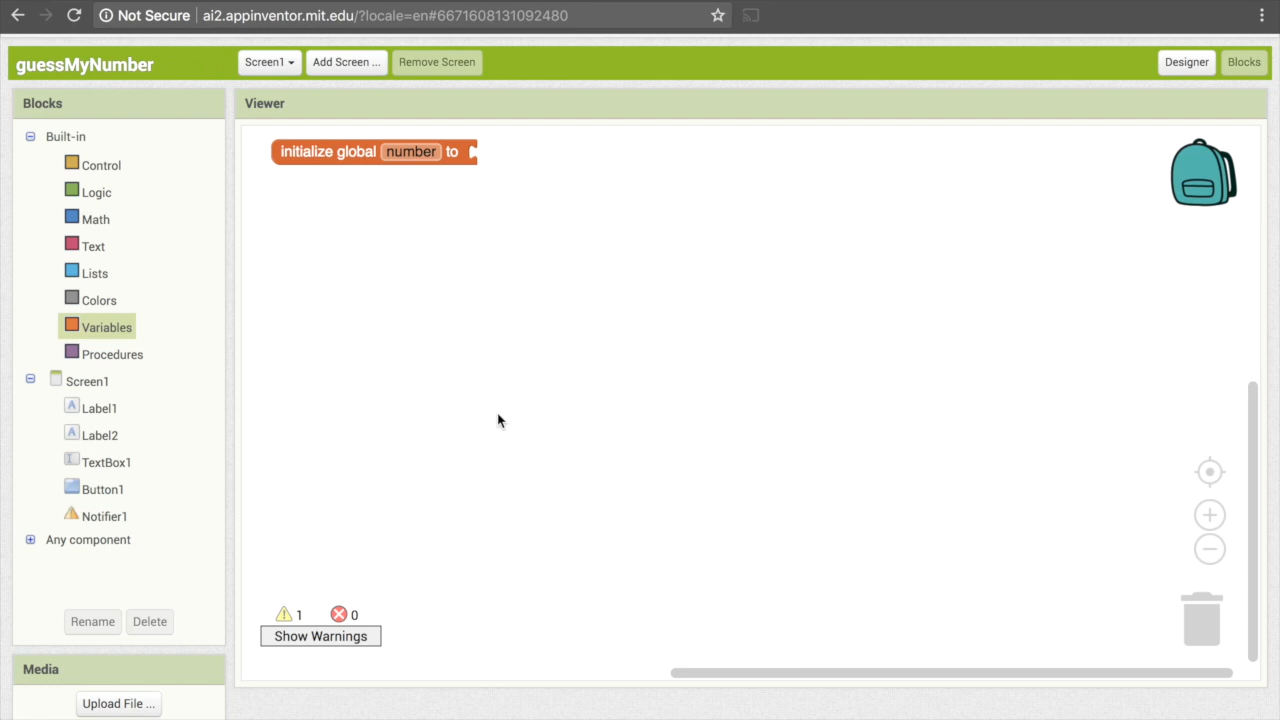 Not Secure | ai2.appinventor.mit.edu/?locale=en#6671608131092480
guessMyNumber
Screen1
Add Screen ...
Remove Screen
Designer
Blocks
Blocks
Viewer
Built-in
Control
Logic
Math
Text
Lists
Colors
Variables
Procedures
Screen1
Label1
Label2
TextBox1
Button1
Notifier1
Any component
Rename
Delete
Media
Upload File ...
initialize global number to
1
0
Show Warnings